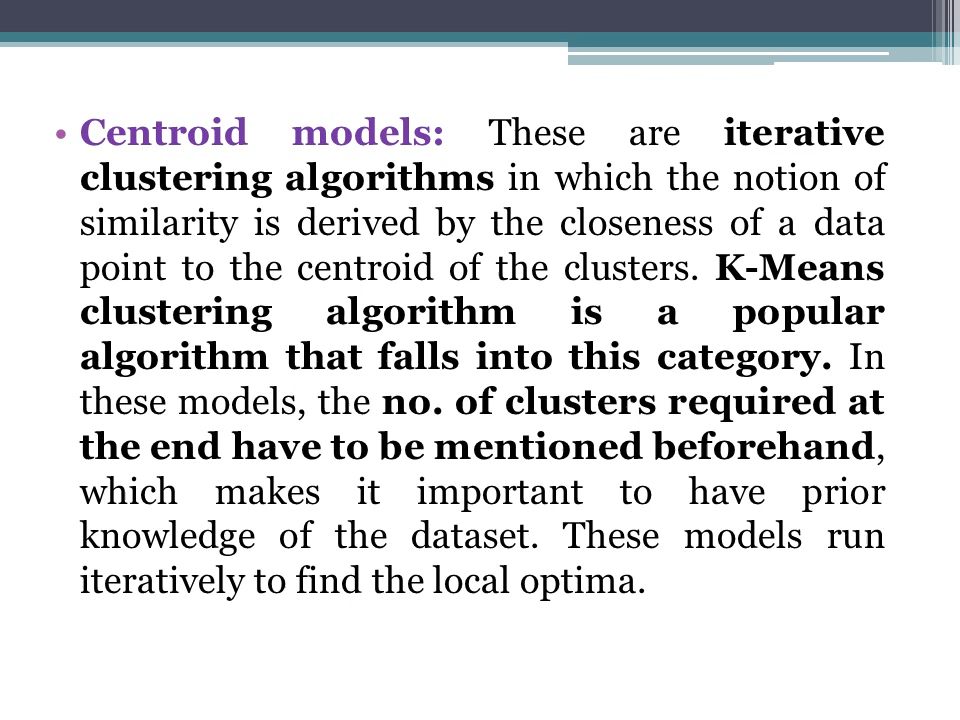 • Centroid models: These are iterative
clustering algorithms in which the notion of
similarity is derived by the closeness of a data
point to the centroid of the clusters. K-Means
clustering algorithm is a popular
algorithm that falls into this category. In
these models, the no. of clusters required at
the end have to be mentioned beforehand,
which makes it important to have prior
knowledge of the dataset. These models run
iteratively to find the local optima.